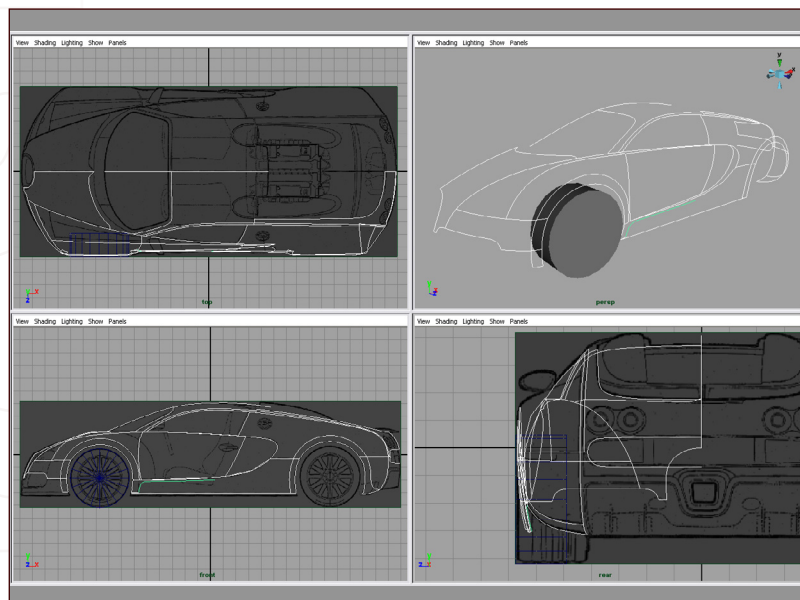 View Shading Lighting Show Panels
View Shading Lighting Show Panels
y
x
top
Y
X
Z
persp
View Shading Lighting Show Panels
View Shading Lighting Show Panels
front
rear